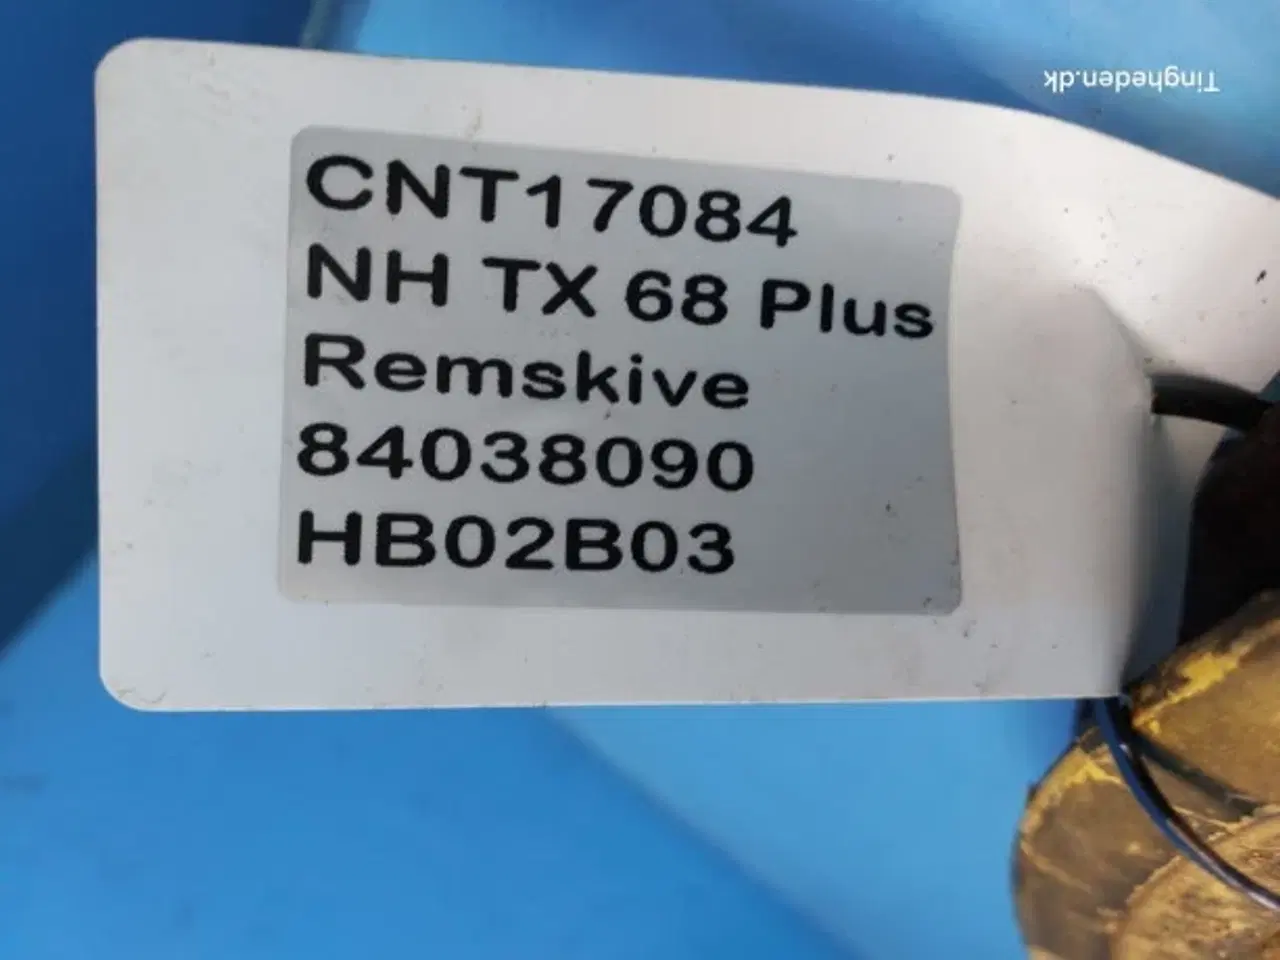 Tingheden.dk
CNT17084
NH TX 68 Plus
Remskive
84038090
HB02B03